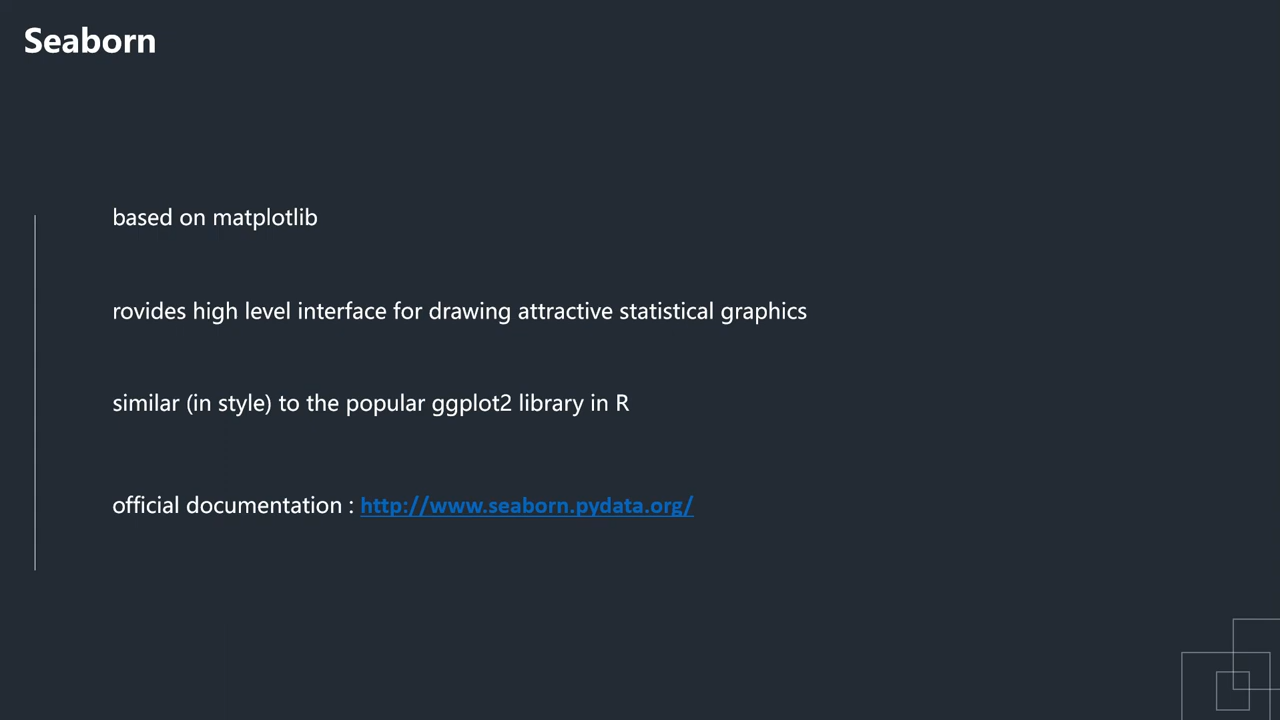 Seaborn
based on matplotlib
rovides high level interface for drawing attractive statistical graphics
similar (in style) to the popular ggplot2 library in R
official documentation : http://www.seaborn.pydata.org/